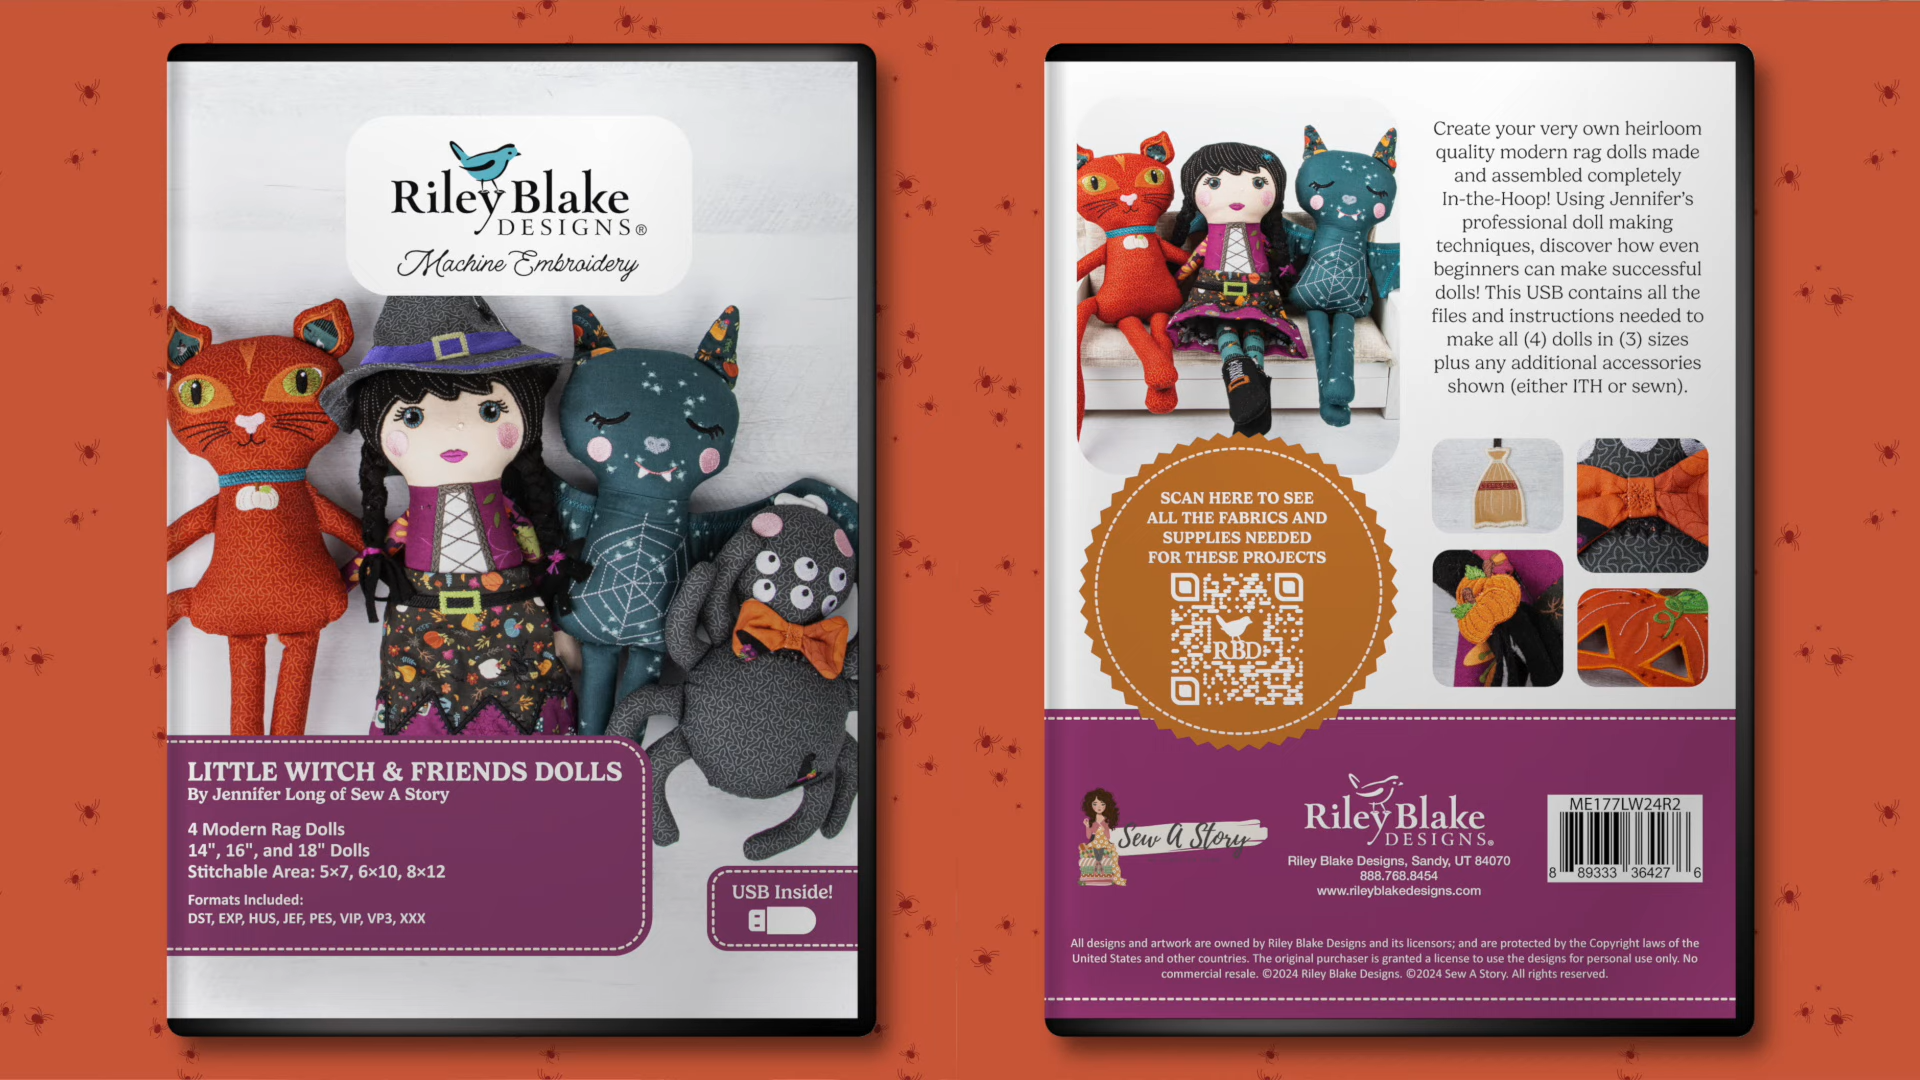 Riley Blake
DESIGNS®
Machine Embroidery
LITTLE WITCH & FRIENDS DOLLS
By Jennifer Long of Sew A Story
4 Modern Rag Dolls
14", 16", and 18" Dolls
Stitchable Area: 5×7, 6×10, 8×12
Formats Included:
DST, EXP, HUS, JEF, PES, VIP, VP3, XXX
USB Inside!
Create your very own heirloom
quality modern rag dolls made
and assembled completely
In-the-Hoop! Using Jennifer's
professional doll making
techniques, discover how even
beginners can make successful
dolls! This USB contains all the
files and instructions needed to
make all (4) dolls in (3) sizes
plus any additional accessories
shown (either ITH or sewn).
SCAN HERE TO SEE
ALL THE FABRICS AND
SUPPLIES NEEDED
FOR THESE PROJECTS
RBD
Sew A Story
Riley Blake
DESIGNS®
Riley Blake Designs, Sandy, UT 84070
888.768.8454
www.rileyblakedesigns.com
ME177LW24R2
8 89333 36427 6
All designs and artwork are owned by Riley Blake Designs and its licensors; and are protected by the Copyright laws of the
United States and other countries. The original purchaser is granted a license to use the designs for personal use only. No
commercial resale. ©2024 Riley Blake Designs. ©2024 Sew A Story. All rights reserved.